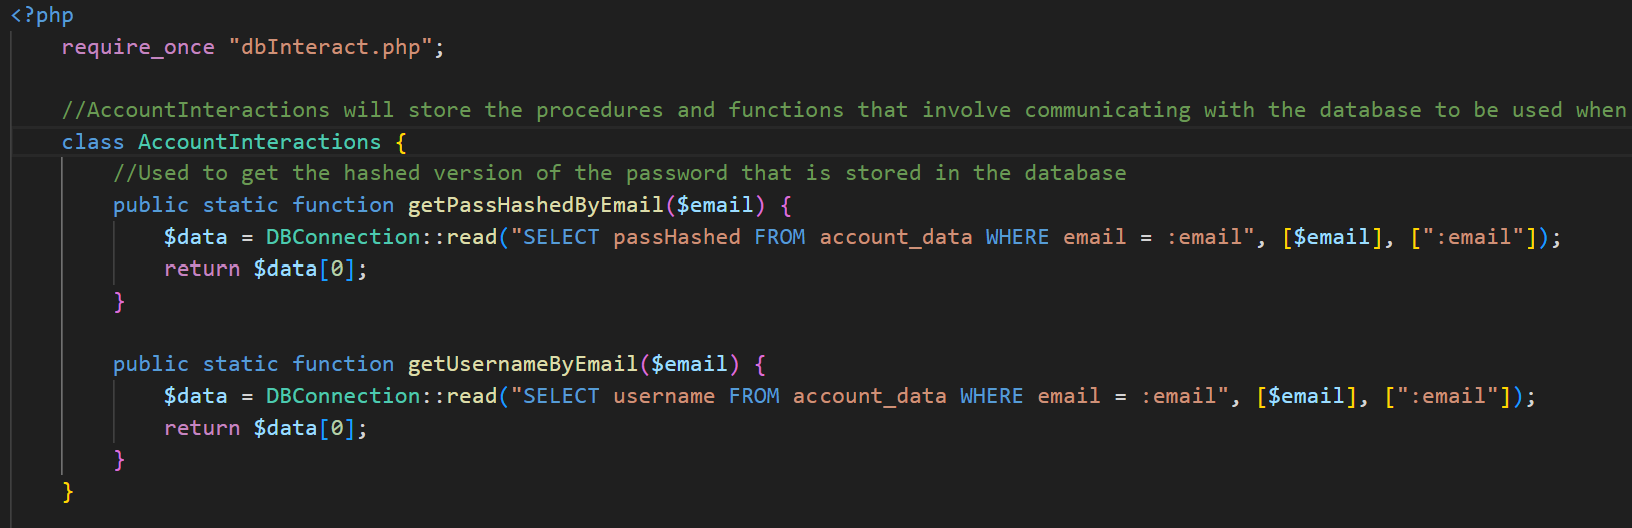 <?php
require_once "dbInteract.php";
//AccountInteractions will store the procedures and functions that involve communicating with the database to be used when
class AccountInteractions {
//Used to get the hashed version of the password that is stored in the database
public static function getPassHashedByEmail($email) {
$data = DBConnection::read("SELECT passHashed FROM account_data WHERE email = :email", [$email], [":email"]);
return $data[0];
}
public static function getUsernameByEmail($email) {
$data = DBConnection::read("SELECT username FROM account_data WHERE email = :email", [$email], [":email"]);
return $data[0];
}
}